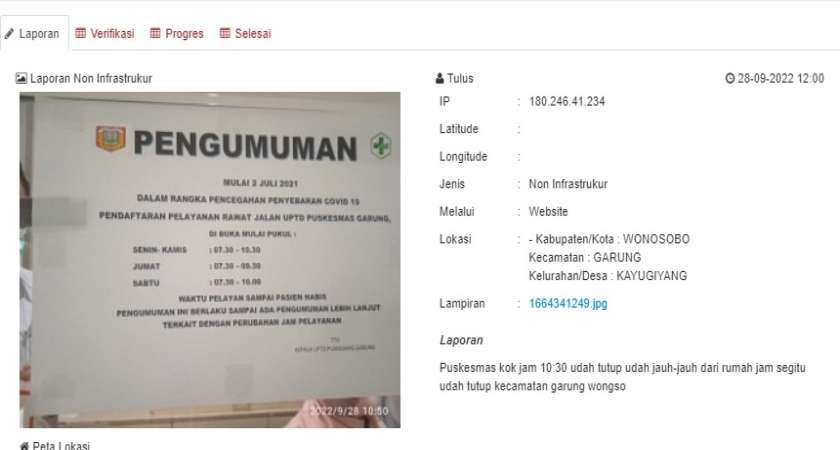 Laporan
Verifikasi
Progres
Selesai
Laporan Non Infrastrukur
PENGUMUMAN
MULAI 2 JULI 2021
DALAM RANGKA PENCEGAHAN PENYEBARAN COVID 19
PENDAFTARAN PELAYANAN RAWAT JALAN UPTD PUSKESMAS GARUNG,
DI BUKA MULAI PUKUL :
SENIN- KAMIS : 07.30 - 10.30
JUMAT : 07.30 - 09.30
SABTU : 07.30 - 10.00
WAKTU PELAYAN SAMPAI PASIEN HABIS
PENGUMUMAN INI BERLAKU SAMPAI ADA PENGUMUMAN LEBIH LANJUT
TERKAIT DENGAN PERUBAHAN JAM PELAYANAN
KEPALA UPTD PUSKESMAS GARUNG
2022/9/28 10:50
Tulus
28-09-2022 12:00
IP : 180.246.41.234
Latitude :
Longitude :
Jenis : Non Infrastrukur
Melalui : Website
Lokasi : - Kabupaten/Kota : WONOSOBO
Kecamatan : GARUNG
Kelurahan/Desa : KAYUGIYANG
Lampiran : 1664341249.jpg
Laporan
Puskesmas kok jam 10:30 udah tutup udah jauh-jauh dari rumah jam segitu
udah tutup kecamatan garung wongso
Peta Lokasi